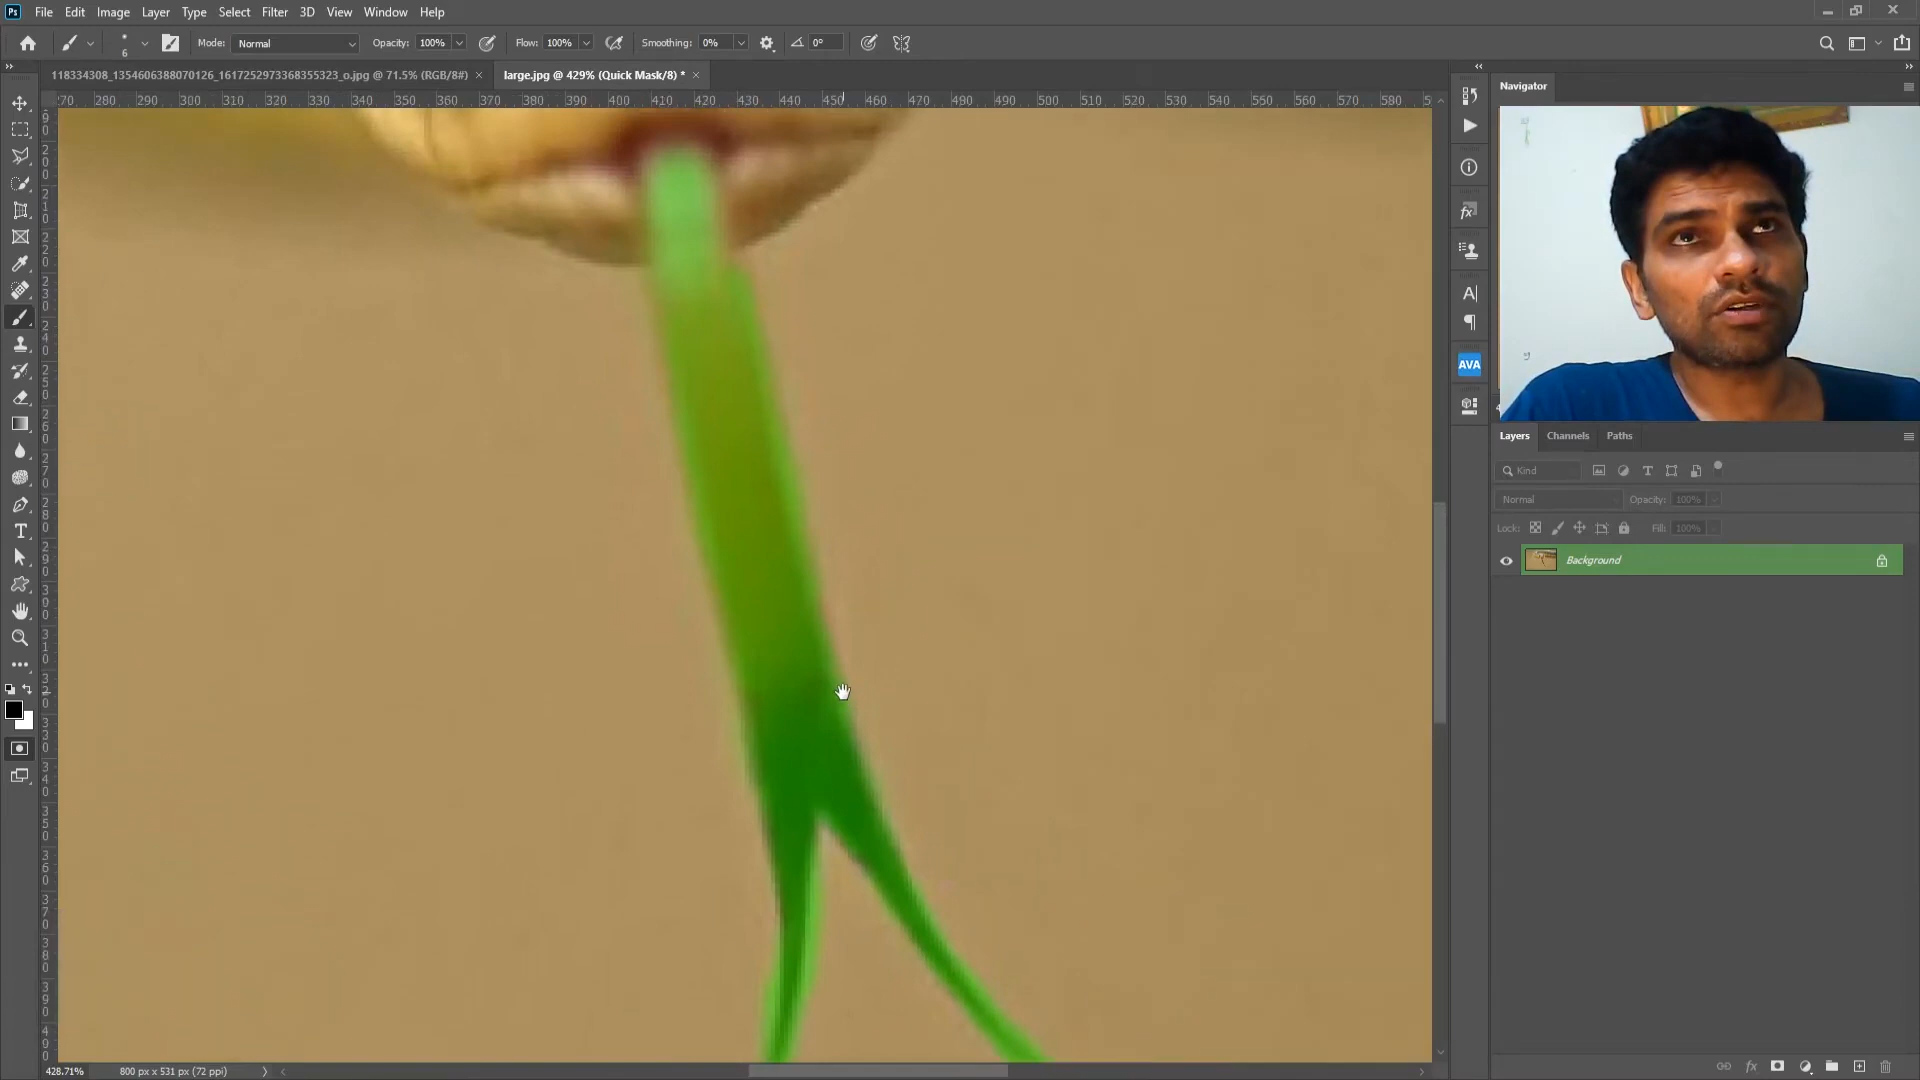 Ps File Edit Image Layer Type Select Filter 3D View Window Help
6 Mode: Normal Opacity: 100% Flow: 100% Smoothing: 0% 0°
118334308_1354606388070126_1617252973368355323_o.jpg @ 71.5% (RGB/8#) × large.jpg @ 429% (Quick Mask/8) * ×
270 280 290 300 310 320 330 340 350 360 370 380 390 400 410 420 430 440 450 460 470 480 490 500 510 520 530 540 550 560 570 580
Navigator
AVA
Layers Channels Paths
Kind
Normal Opacity: 100%
Lock: Fill: 100%
Background
428.71% 800 px x 531 px (72 ppi)